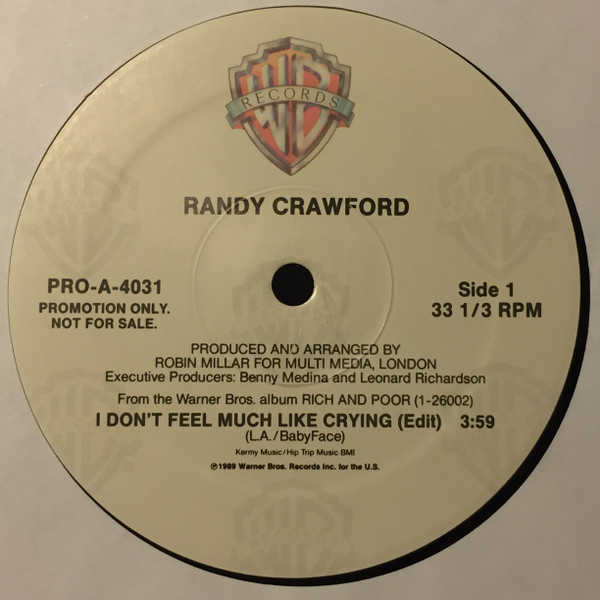 WB
RECORDS
RANDY CRAWFORD
PRO-A-4031
PROMOTION ONLY.
NOT FOR SALE.
Side 1
33 1/3 RPM
PRODUCED AND ARRANGED BY
ROBIN MILLAR FOR MULTI MEDIA, LONDON
Executive Producers: Benny Medina and Leonard Richardson
From the Warner Bros. album RICH AND POOR (1-26002)
I DON'T FEEL MUCH LIKE CRYING (Edit) 3:59
(L.A./BabyFace)
Kermy Music/Hip Trip Music BMI
℗©1989 Warner Bros. Records Inc. for the U.S.